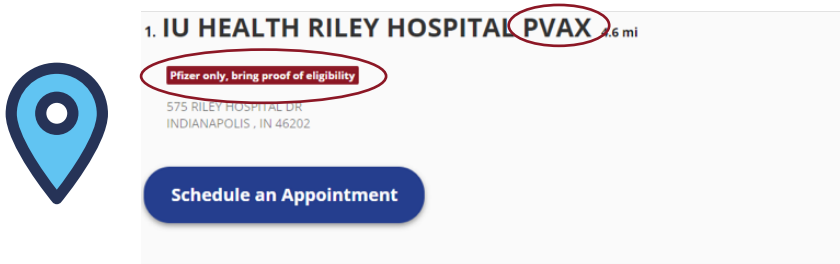 1. IU HEALTH RILEY HOSPITAL PVAX 4.6 mi
Pfizer only, bring proof of eligibility
575 RILEY HOSPITAL DR
INDIANAPOLIS , IN 46202
Schedule an Appointment